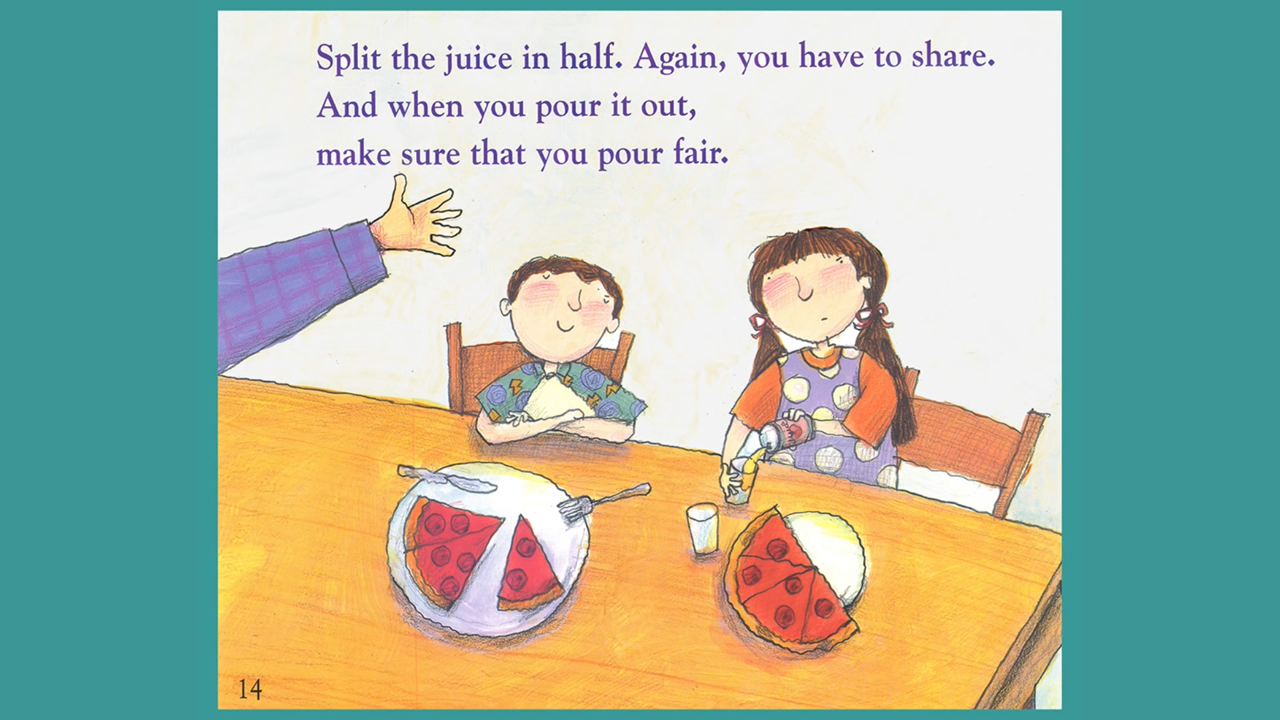 Split the juice in half. Again, you have to share.
And when you pour it out,
make sure that you pour fair.
14